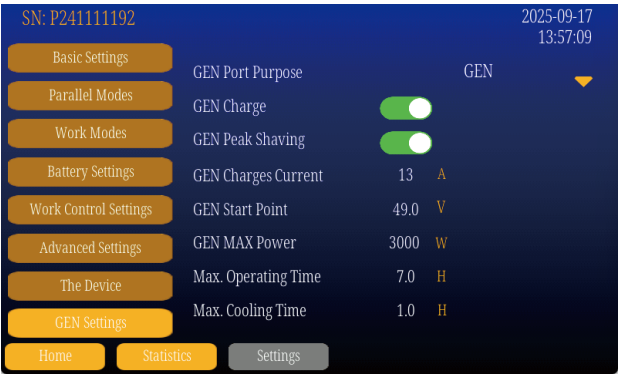 SN: P241111192
2025-09-17
13:57:09
Basic Settings
Parallel Modes
Work Modes
Battery Settings
Work Control Settings
Advanced Settings
The Device
GEN Settings
GEN Port Purpose GEN
GEN Charge
GEN Peak Shaving
GEN Charges Current 13 A
GEN Start Point 49.0 V
GEN MAX Power 3000 W
Max. Operating Time 7.0 H
Max. Cooling Time 1.0 H
Home Statistics Settings